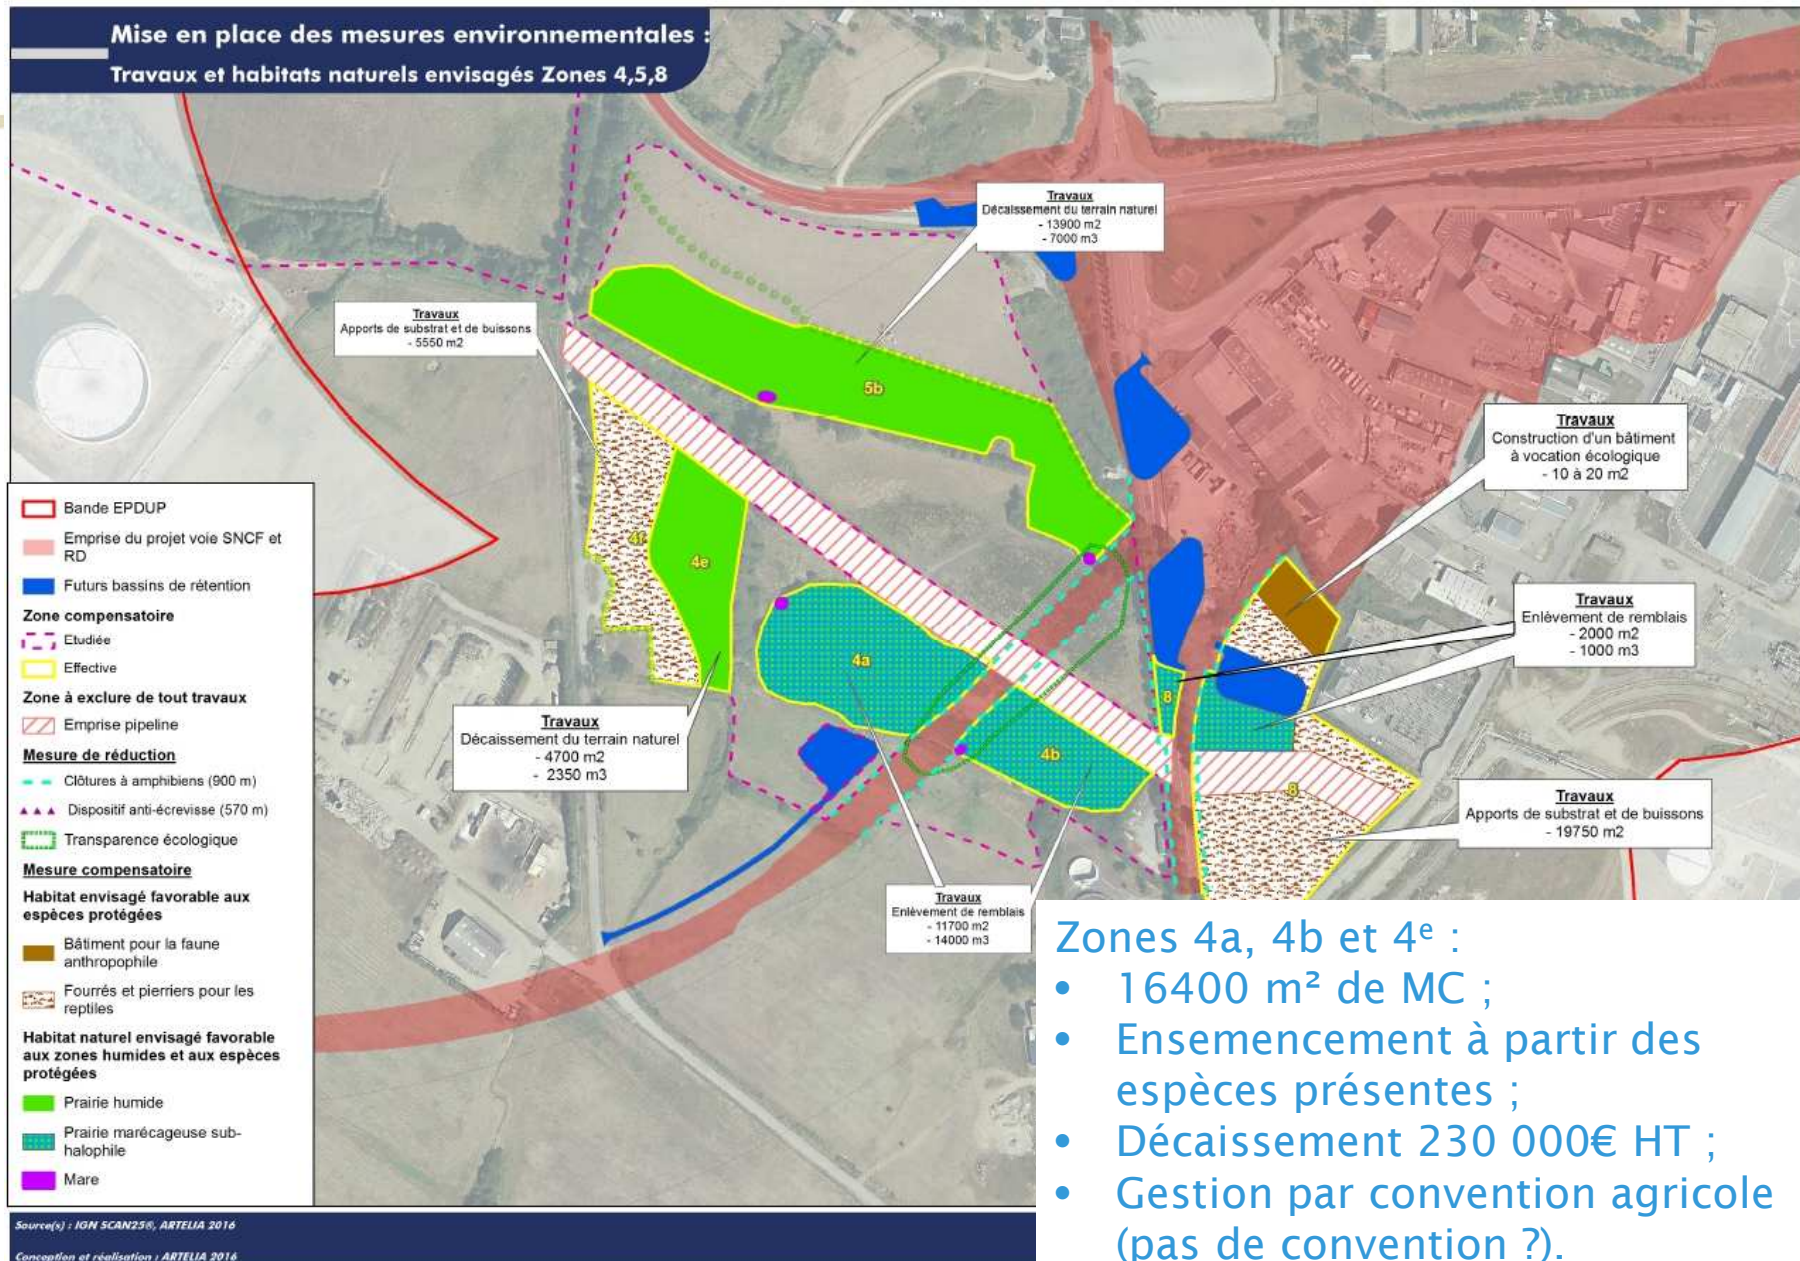 Mise en place des mesures environnementales :
Travaux et habitats naturels envisagés Zones 4,5,8
Travaux
Décaissement du terrain naturel
- 13900 m2
- 7000 m3
Travaux
Apports de substrat et de buissons
- 5550 m2
5b
Travaux
Construction d'un bâtiment
à vocation écologique
- 10 à 20 m2
4f
4e
Travaux
Enlèvement de remblais
- 2000 m2
- 1000 m3
4a
8
4b
8
Travaux
Décaissement du terrain naturel
- 4700 m2
- 2350 m3
Travaux
Apports de substrat et de buissons
- 19750 m2
Travaux
Enlèvement de remblais
- 11700 m2
- 14000 m3
Bande EPDUP
Emprise du projet voie SNCF et
RD
Futurs bassins de rétention
Zone compensatoire
Etudiée
Effective
Zone à exclure de tout travaux
Emprise pipeline
Mesure de réduction
Clôtures à amphibiens (900 m)
Dispositif anti-écrevisse (570 m)
Transparence écologique
Mesure compensatoire
Habitat envisagé favorable aux
espèces protégées
Bâtiment pour la faune
anthropophile
Fourrés et pierriers pour les
reptiles
Habitat naturel envisagé favorable
aux zones humides et aux espèces
protégées
Prairie humide
Prairie marécageuse sub-
halophile
Mare
Source(s) : IGN SCAN25®, ARTELIA 2016
Conception et réalisation : ARTELIA 2016
Zones 4a, 4b et 4ᵉ :
• 16400 m² de MC ;
• Ensemencement à partir des
espèces présentes ;
• Décaissement 230 000€ HT ;
• Gestion par convention agricole
(pas de convention ?).